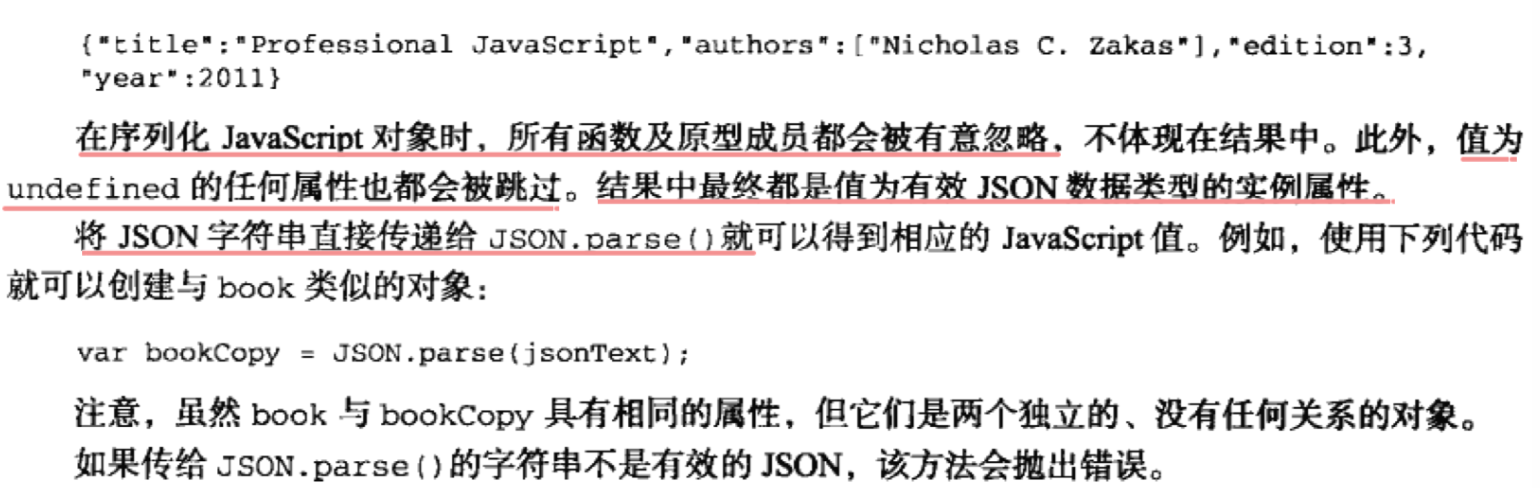 {"title":"Professional JavaScript","authors":["Nicholas C. Zakas"],"edition":3,
"year":2011}
在序列化 JavaScript 对象时，所有函数及原型成员都会被有意忽略，不体现在结果中。此外，值为
undefined 的任何属性也都会被跳过。结果中最终都是值为有效 JSON 数据类型的实例属性。
将 JSON 字符串直接传递给 JSON.parse()就可以得到相应的 JavaScript 值。例如，使用下列代码
就可以创建与 book 类似的对象：
var bookCopy = JSON.parse(jsonText);
注意，虽然 book 与 bookCopy 具有相同的属性，但它们是两个独立的、没有任何关系的对象。
如果传给 JSON.parse()的字符串不是有效的 JSON，该方法会抛出错误。